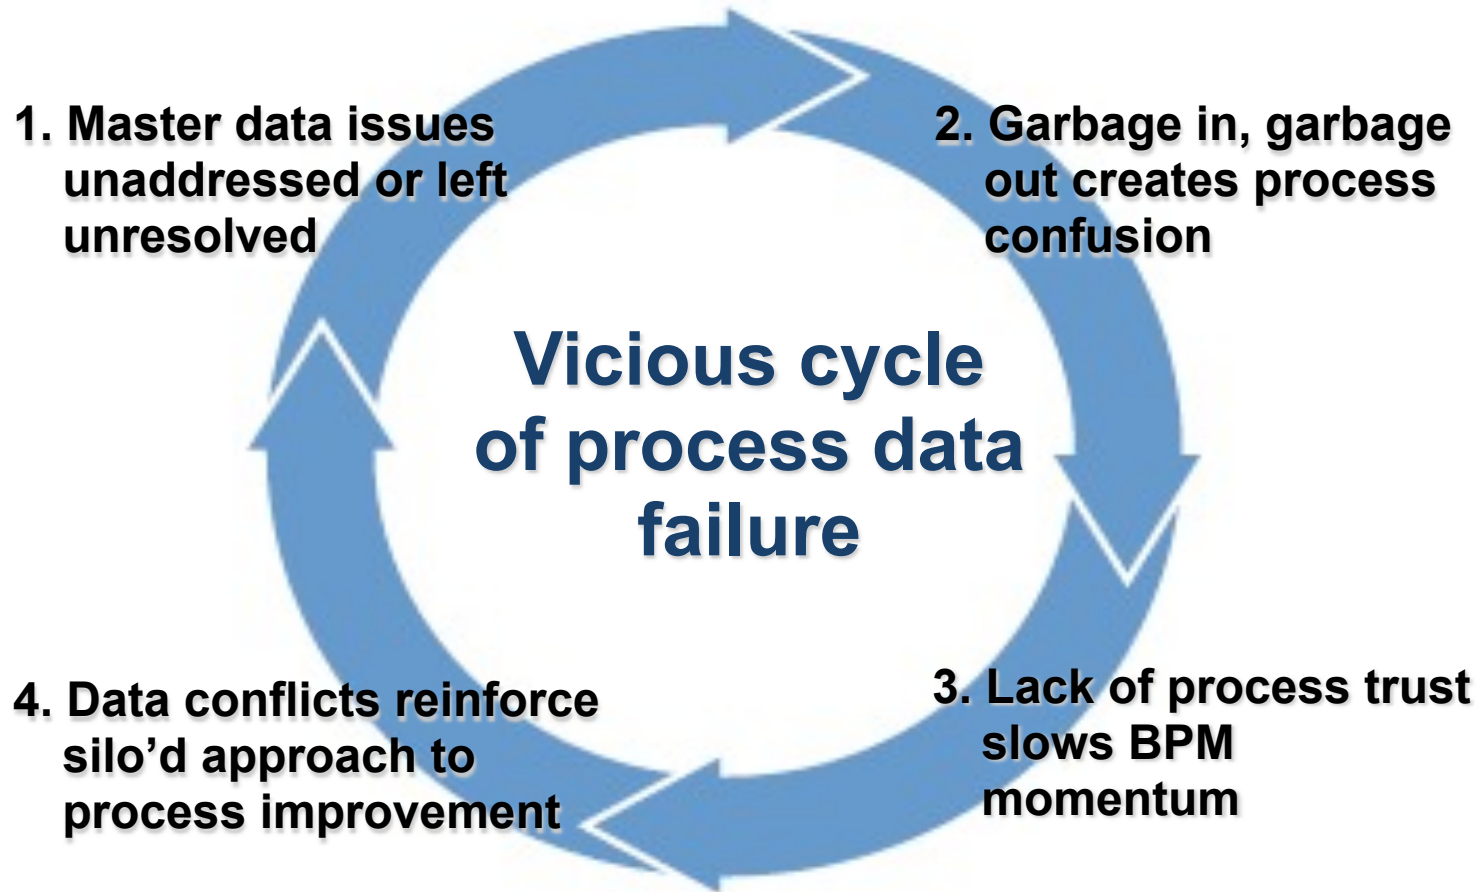 1. Master data issues
unaddressed or left
unresolved
2. Garbage in, garbage
out creates process
confusion
Vicious cycle
of process data
failure
3. Lack of process trust
slows BPM
momentum
4. Data conflicts reinforce
silo’d approach to
process improvement